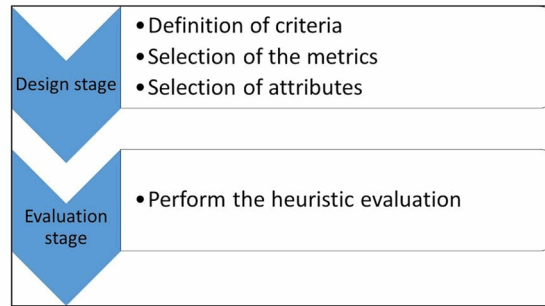 Design stage
•Definition of criteria
•Selection of the metrics
•Selection of attributes
Evaluation
stage
•Perform the heuristic evaluation